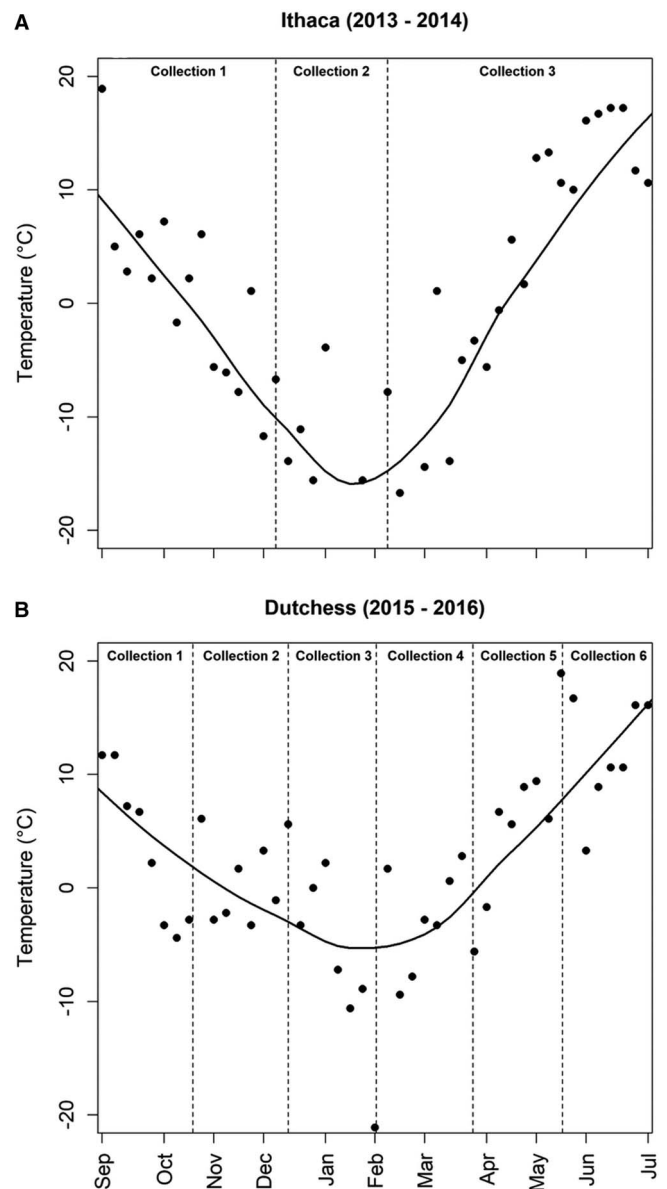 A
Ithaca (2013 - 2014)
Collection 1 Collection 2 Collection 3
20
10
0
-10
-20
Temperature (°C)
B
Dutchess (2015 - 2016)
Collection 1 Collection 2 Collection 3 Collection 4 Collection 5 Collection 6
20
10
0
-10
-20
Temperature (°C)
Sep Oct Nov Dec Jan Feb Mar Apr May Jun Jul